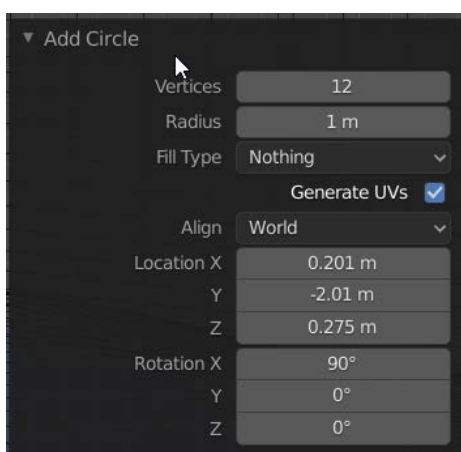 Add Circle
Vertices 12
Radius 1 m
Fill Type Nothing
Generate UVs
Align World
Location X 0.201 m
Y -2.01 m
Z 0.275 m
Rotation X 90°
Y 0°
Z 0°